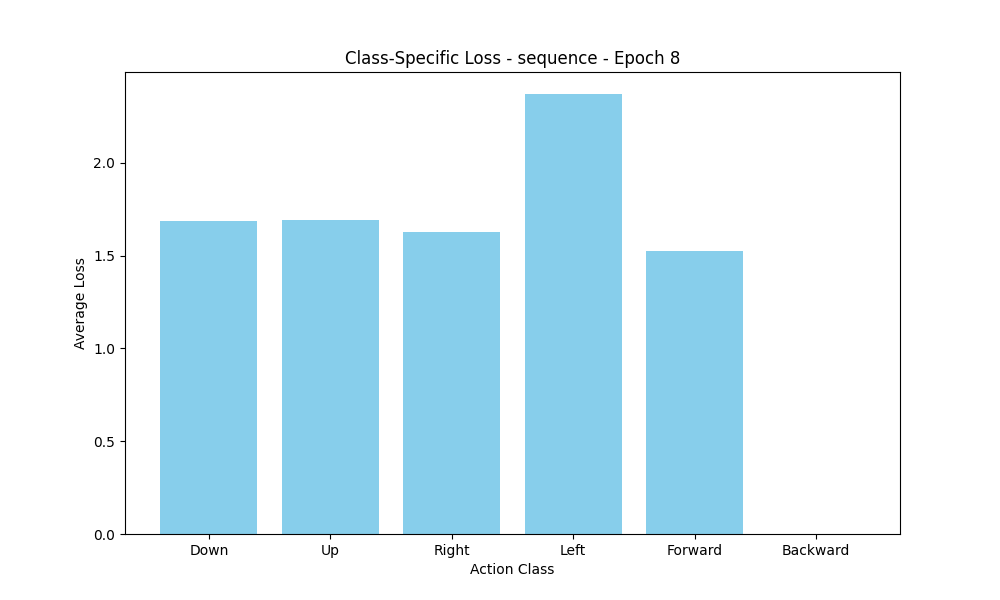 Class-Specific Loss - sequence - Epoch 8
2.0
1.5
1.0
0.5
0.0
Average Loss
Down Up Right Left Forward Backward
Action Class